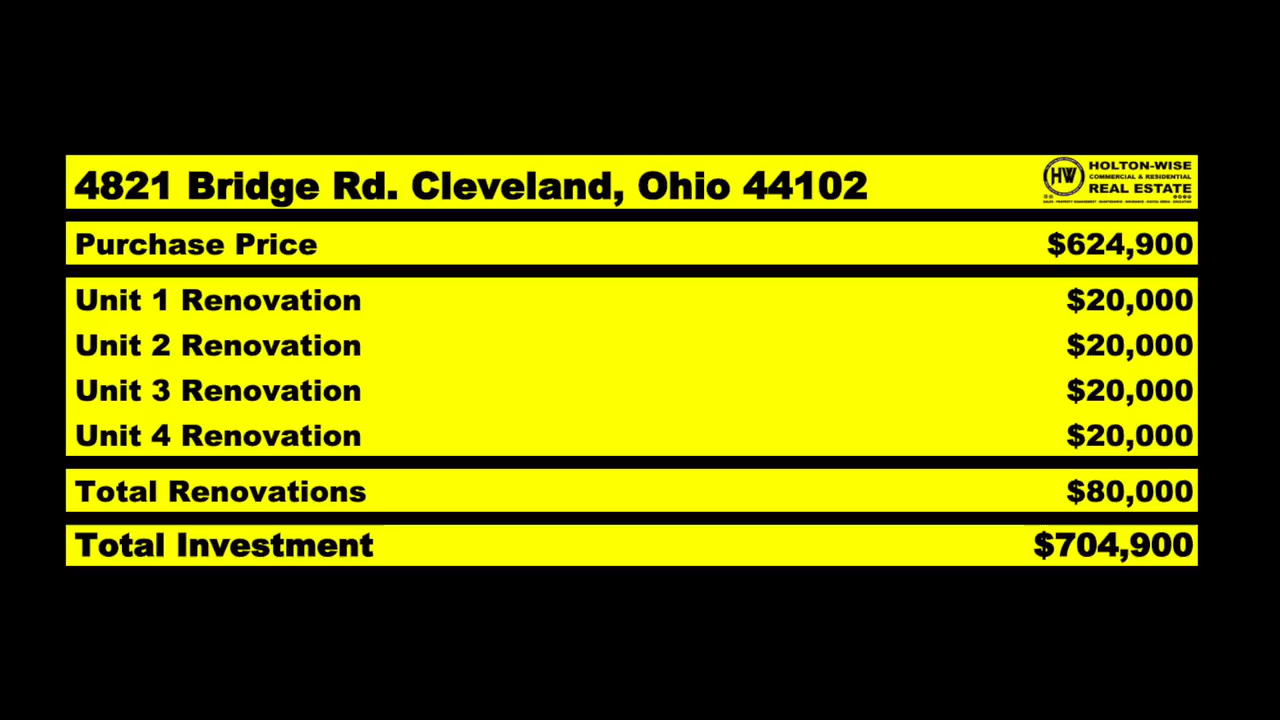 4821 Bridge Rd. Cleveland, Ohio 44102
HW
HOLTON-WISE
COMMERCIAL & RESIDENTIAL
REAL ESTATE
Purchase Price $624,900
Unit 1 Renovation $20,000
Unit 2 Renovation $20,000
Unit 3 Renovation $20,000
Unit 4 Renovation $20,000
Total Renovations $80,000
Total Investment $704,900